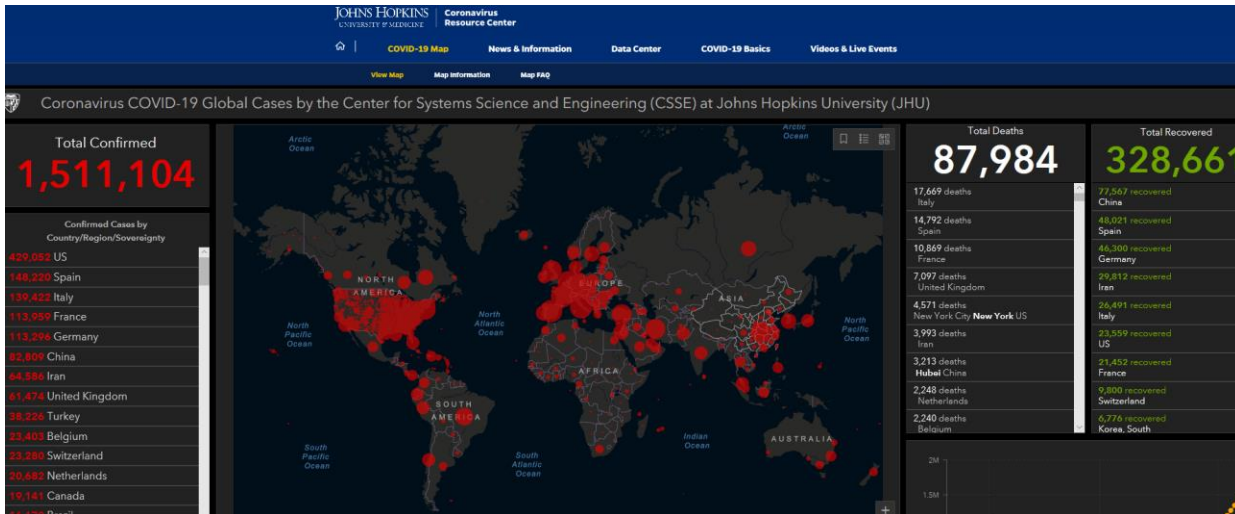 JOHNS HOPKINS
UNIVERSITY & MEDICINE
Coronavirus
Resource Center
COVID-19 Map
News & Information
Data Center
COVID-19 Basics
Videos & Live Events
View Map
Map Information
Map FAQ
Coronavirus COVID-19 Global Cases by the Center for Systems Science and Engineering (CSSE) at Johns Hopkins University (JHU)
Total Confirmed
1,511,104
Confirmed Cases by
Country/Region/Sovereignty
429,052 US
148,220 Spain
139,422 Italy
113,959 France
113,296 Germany
82,809 China
64,586 Iran
61,474 United Kingdom
38,226 Turkey
23,403 Belgium
23,280 Switzerland
20,682 Netherlands
19,141 Canada
Arctic
Ocean
Arctic
Ocean
NORTH
AMERICA
EUROPE
ASIA
North
Pacific
Ocean
North
Atlantic
Ocean
North
Pacific
Ocean
AFRICA
SOUTH
AMERICA
Indian
Ocean
AUSTRALIA
South
Pacific
Ocean
South
Atlantic
Ocean
Total Deaths
87,984
17,669 deaths
Italy
14,792 deaths
Spain
10,869 deaths
France
7,097 deaths
United Kingdom
4,571 deaths
New York City New York US
3,993 deaths
Iran
3,213 deaths
Hubei China
2,248 deaths
Netherlands
2,240 deaths
Belgium
Total Recovered
328,661
77,567 recovered
China
48,021 recovered
Spain
46,300 recovered
Germany
29,812 recovered
Iran
26,491 recovered
Italy
23,559 recovered
US
21,452 recovered
France
9,800 recovered
Switzerland
6,776 recovered
Korea, South
2M
1.5M